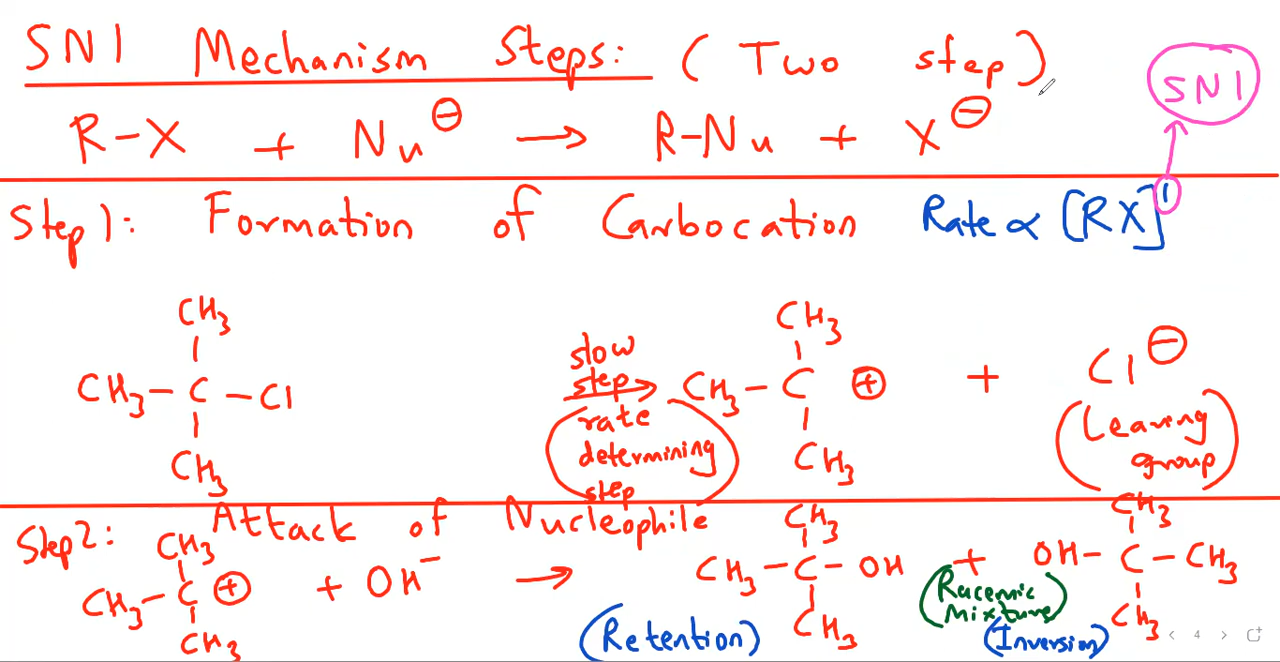 SN1 Mechanism Steps: (Two step)
SN1
R-X + Nu⊖ → R-Nu + X⊖
Step 1: Formation of Carbocation Rate ∝ [RX]¹
CH₃
CH₃ - C - Cl
CH₃
slow
step
rate
determining
step
CH₃
CH₃ - C ⊕ + Cl⊖
CH₃
(Leaving
group)
Step 2: Attack of Nucleophile
CH₃
CH₃ - C ⊕ + OH⁻ →
CH₃
CH₃
CH₃ - C - OH +
CH₃
(Retention)
(Racemic
Mixture)
CH₃
OH - C - CH₃
CH₃
(Inversion)
< 4 >